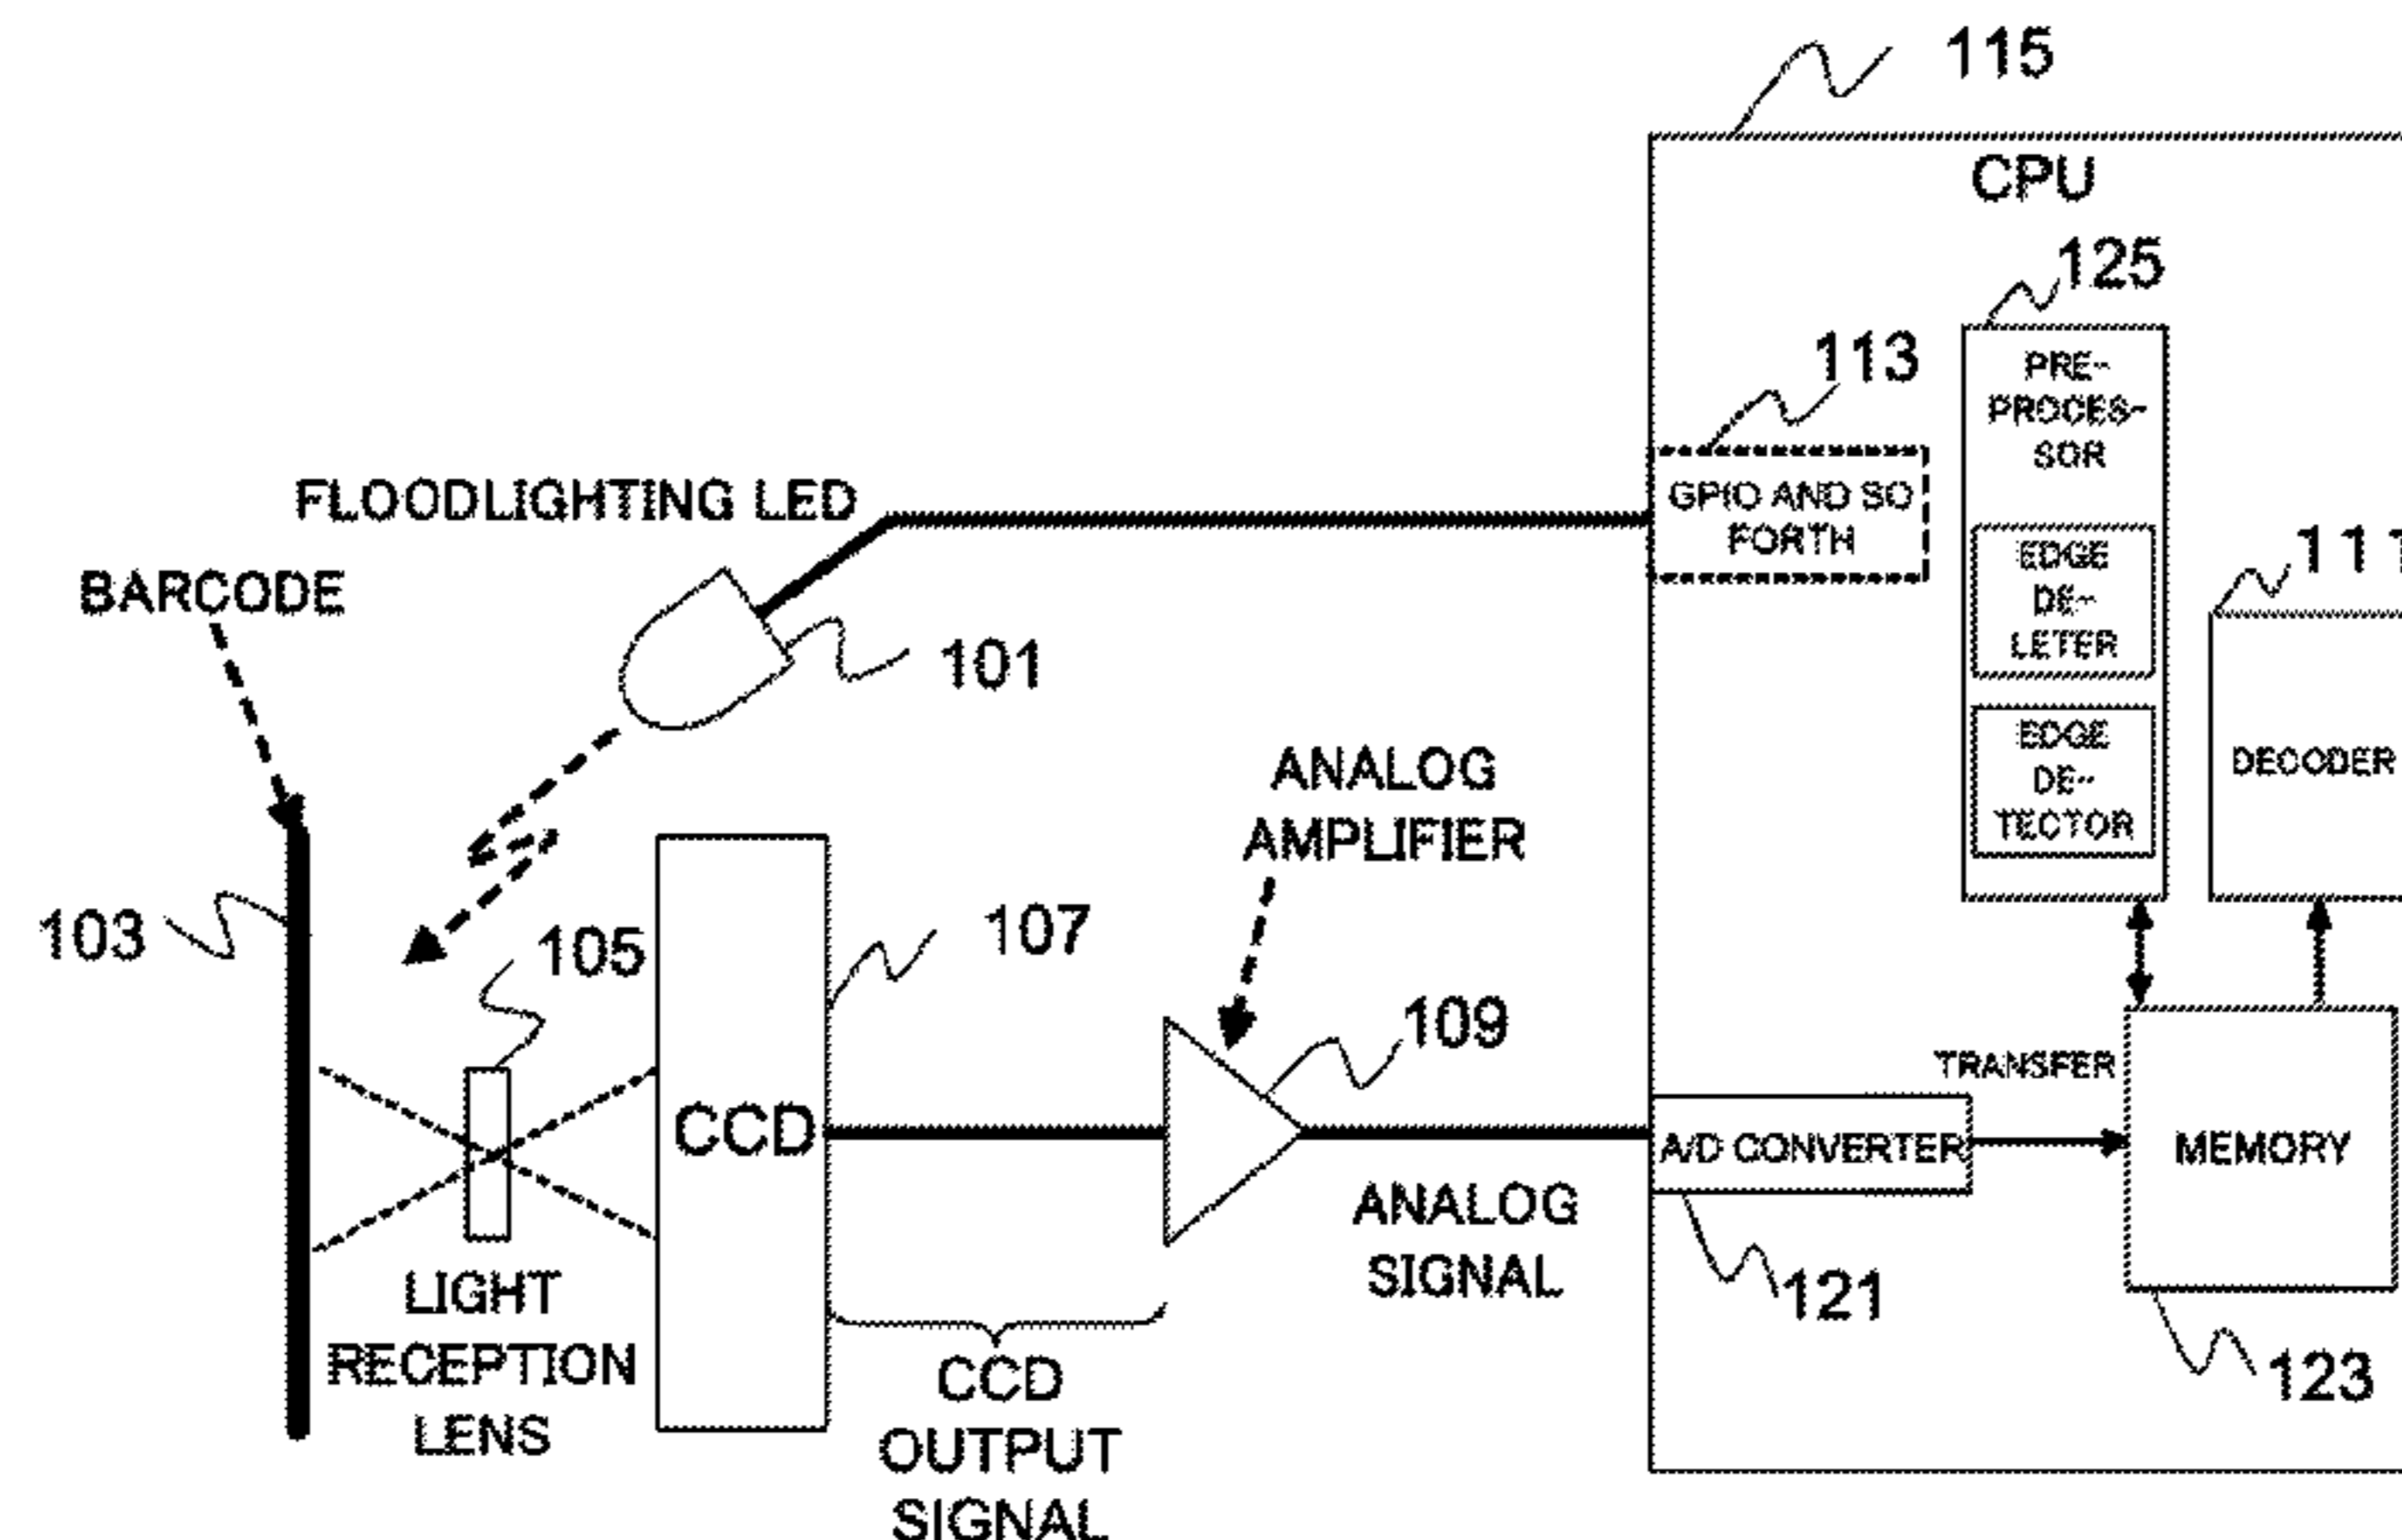 115
CPU
125
PRE-
PROCES-
SOR
113
GPIO AND SO
FORTH
FLOODLIGHTING LED
EDGE
DE-
LETER
111
BARCODE
101
EDGE
DE-
TECTOR
DECODER
ANALOG
AMPLIFIER
103
105
107
109
TRANSFER
CCD
A/D CONVERTER
MEMORY
ANALOG
SIGNAL
LIGHT
RECEPTION
LENS
121
123
CCD
OUTPUT
SIGNAL